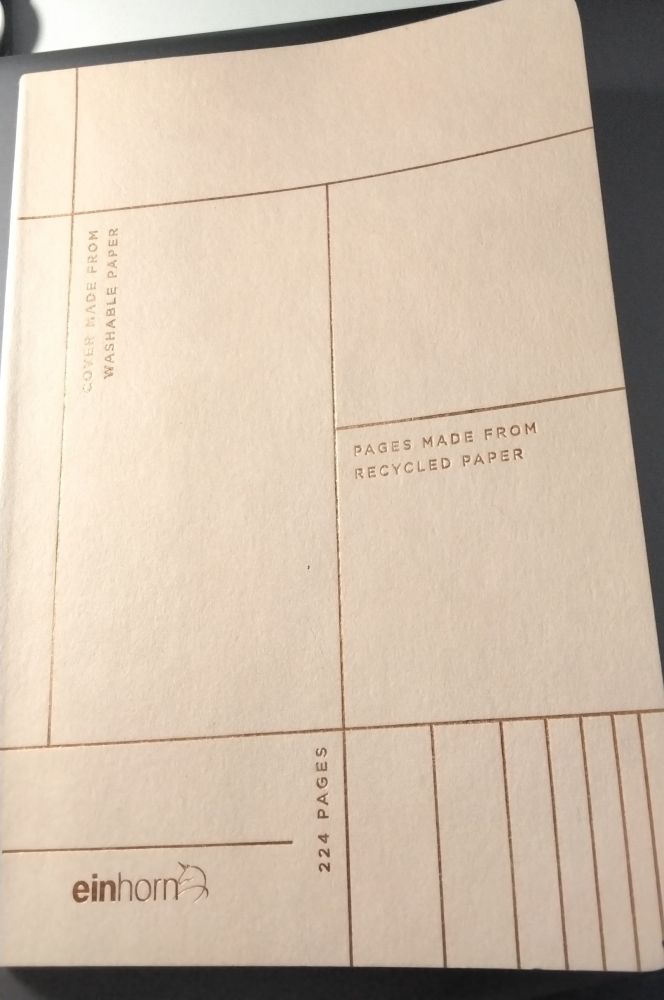 COVER MADE FROM
WASHABLE PAPER
PAGES MADE FROM
RECYCLED PAPER
224 PAGES
einhorn